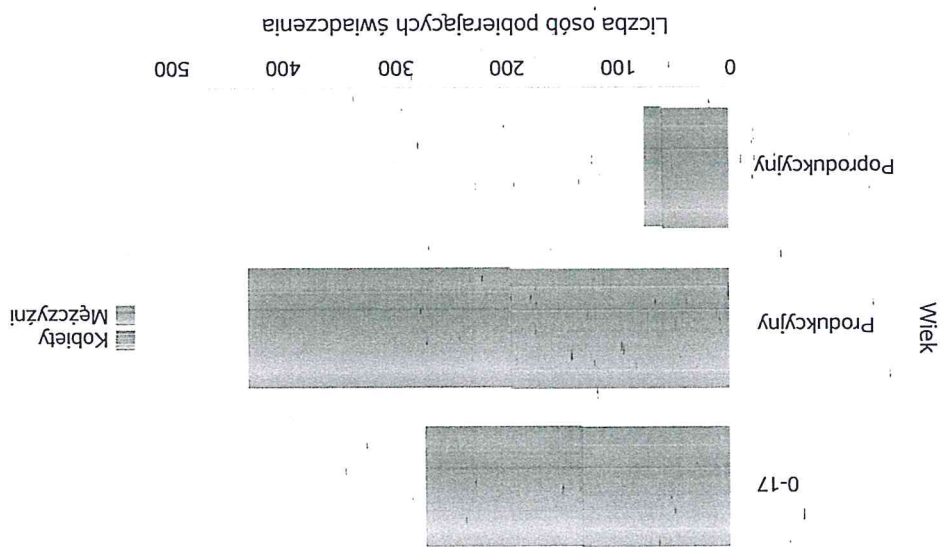 Wiek
0-17
Produkcyjny
Poprodukcyjny
Kobiety
Mężczyźni
0 100 200 300 400 500
Liczba osób pobierających świadczenia